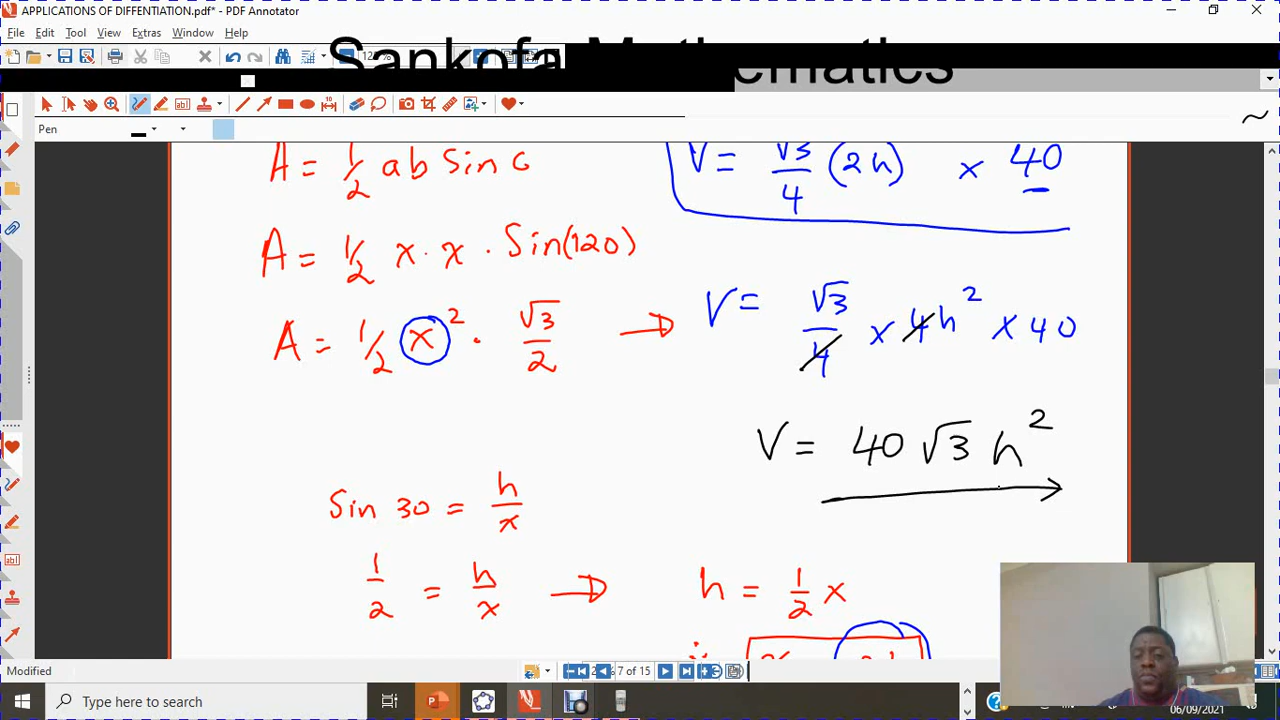 APPLICATIONS OF DIFFENTIATION.pdf* - PDF Annotator
File Edit Tool View Extras Window Help
Sankofa Mathematics
Pen
A = 1/2 ab Sin C
V = √3/4 (2h) × 40
A = 1/2 x · x · Sin(120)
A = 1/2 x² · √3/2 →
V = √3/4 × 4h² × 40
V = 40 √3 h²
Sin 30 = h/x
1/2 = h/x → h = 1/2 x
Modified
7 of 15
Type here to search
06/09/2021